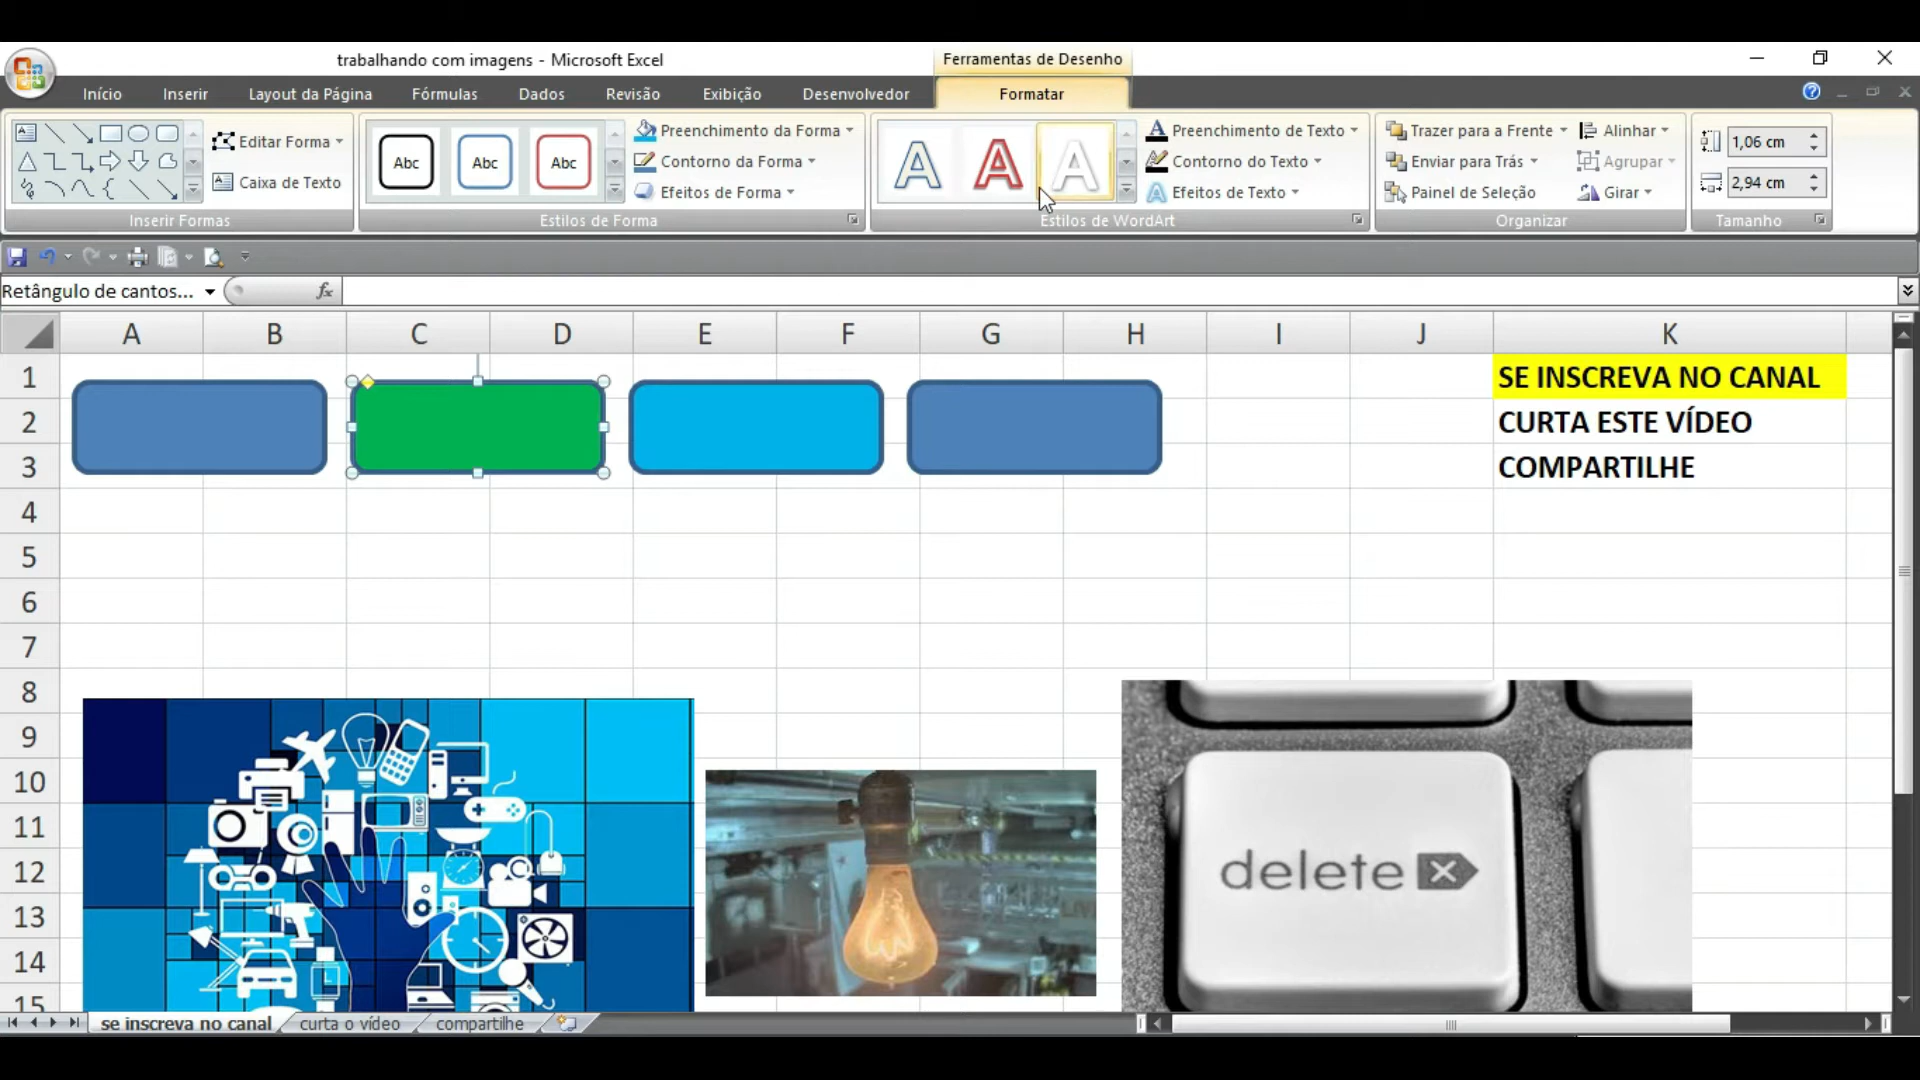 trabalhando com imagens - Microsoft Excel
Ferramentas de Desenho
Início
Inserir
Layout da Página
Fórmulas
Dados
Revisão
Exibição
Desenvolvedor
Formatar
Editar Forma
Caixa de Texto
Inserir Formas
Abc
Abc
Abc
Preenchimento da Forma
Contorno da Forma
Efeitos de Forma
Estilos de Forma
A
A
A
Preenchimento de Texto
Contorno do Texto
Efeitos de Texto
Estilos de WordArt
Trazer para a Frente
Enviar para Trás
Painel de Seleção
Alinhar
Agrupar
Girar
Organizar
1,06 cm
2,94 cm
Tamanho
Retângulo de cantos...
fx
A B C D E F G H I J K
1
2
3
4
5
6
7
8
9
10
11
12
13
14
15
SE INSCREVA NO CANAL
CURTA ESTE VÍDEO
COMPARTILHE
delete
se inscreva no canal
curta o vídeo
compartilhe